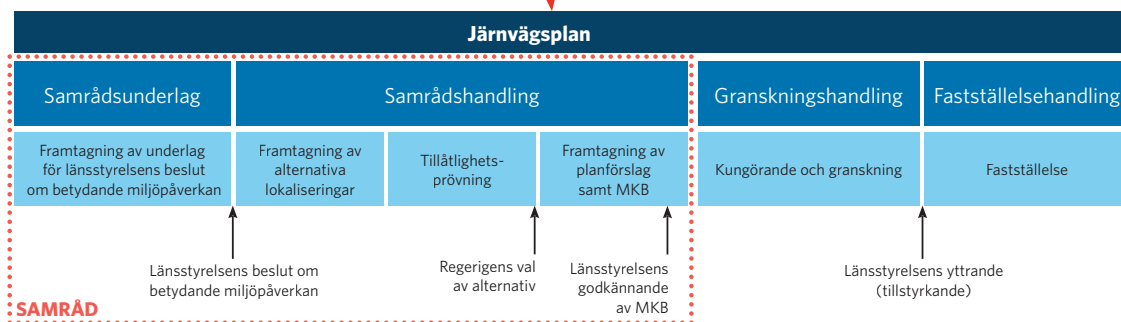 Järnvägsplan
Samrådsunderlag
Samrådshandling
Granskningshandling
Fastställelsehandling
Framtagning av underlag
för länsstyrelsens beslut
om betydande miljöpåverkan
Framtagning av
alternativa
lokaliseringar
Tillåtlighets-
prövning
Framtagning av
planförslag
samt MKB
Kungörande och granskning
Fastställelse
Länsstyrelsens beslut om
betydande miljöpåverkan
Regerigens val
av alternativ
Länsstyrelsens
godkännande
av MKB
Länsstyrelsens yttrande
(tillstyrkande)
SAMRÅD